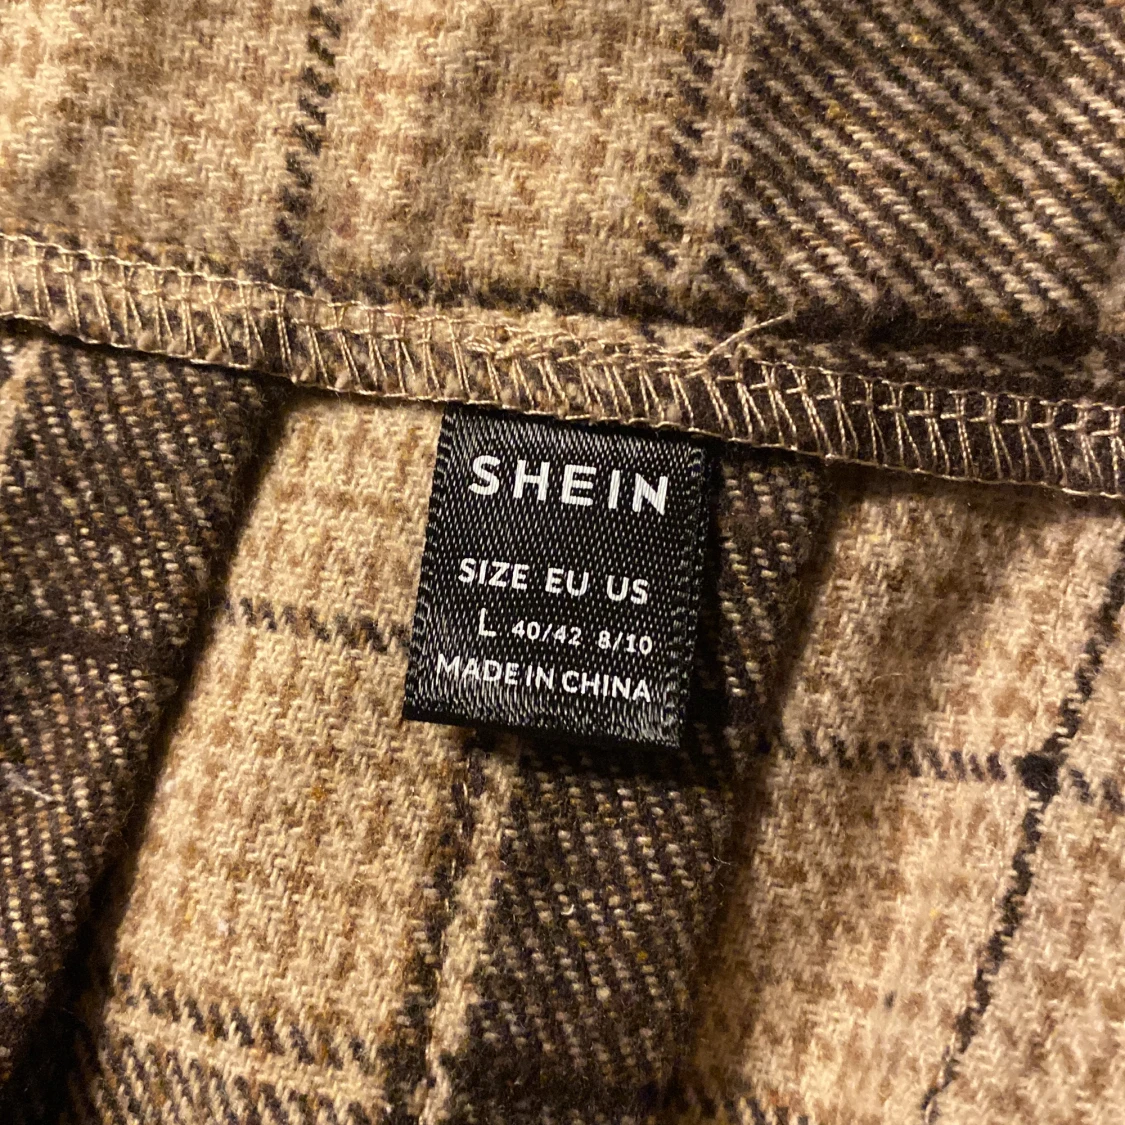 SHEIN
SIZE EU US
L 40/42 8/10
MADE IN CHINA